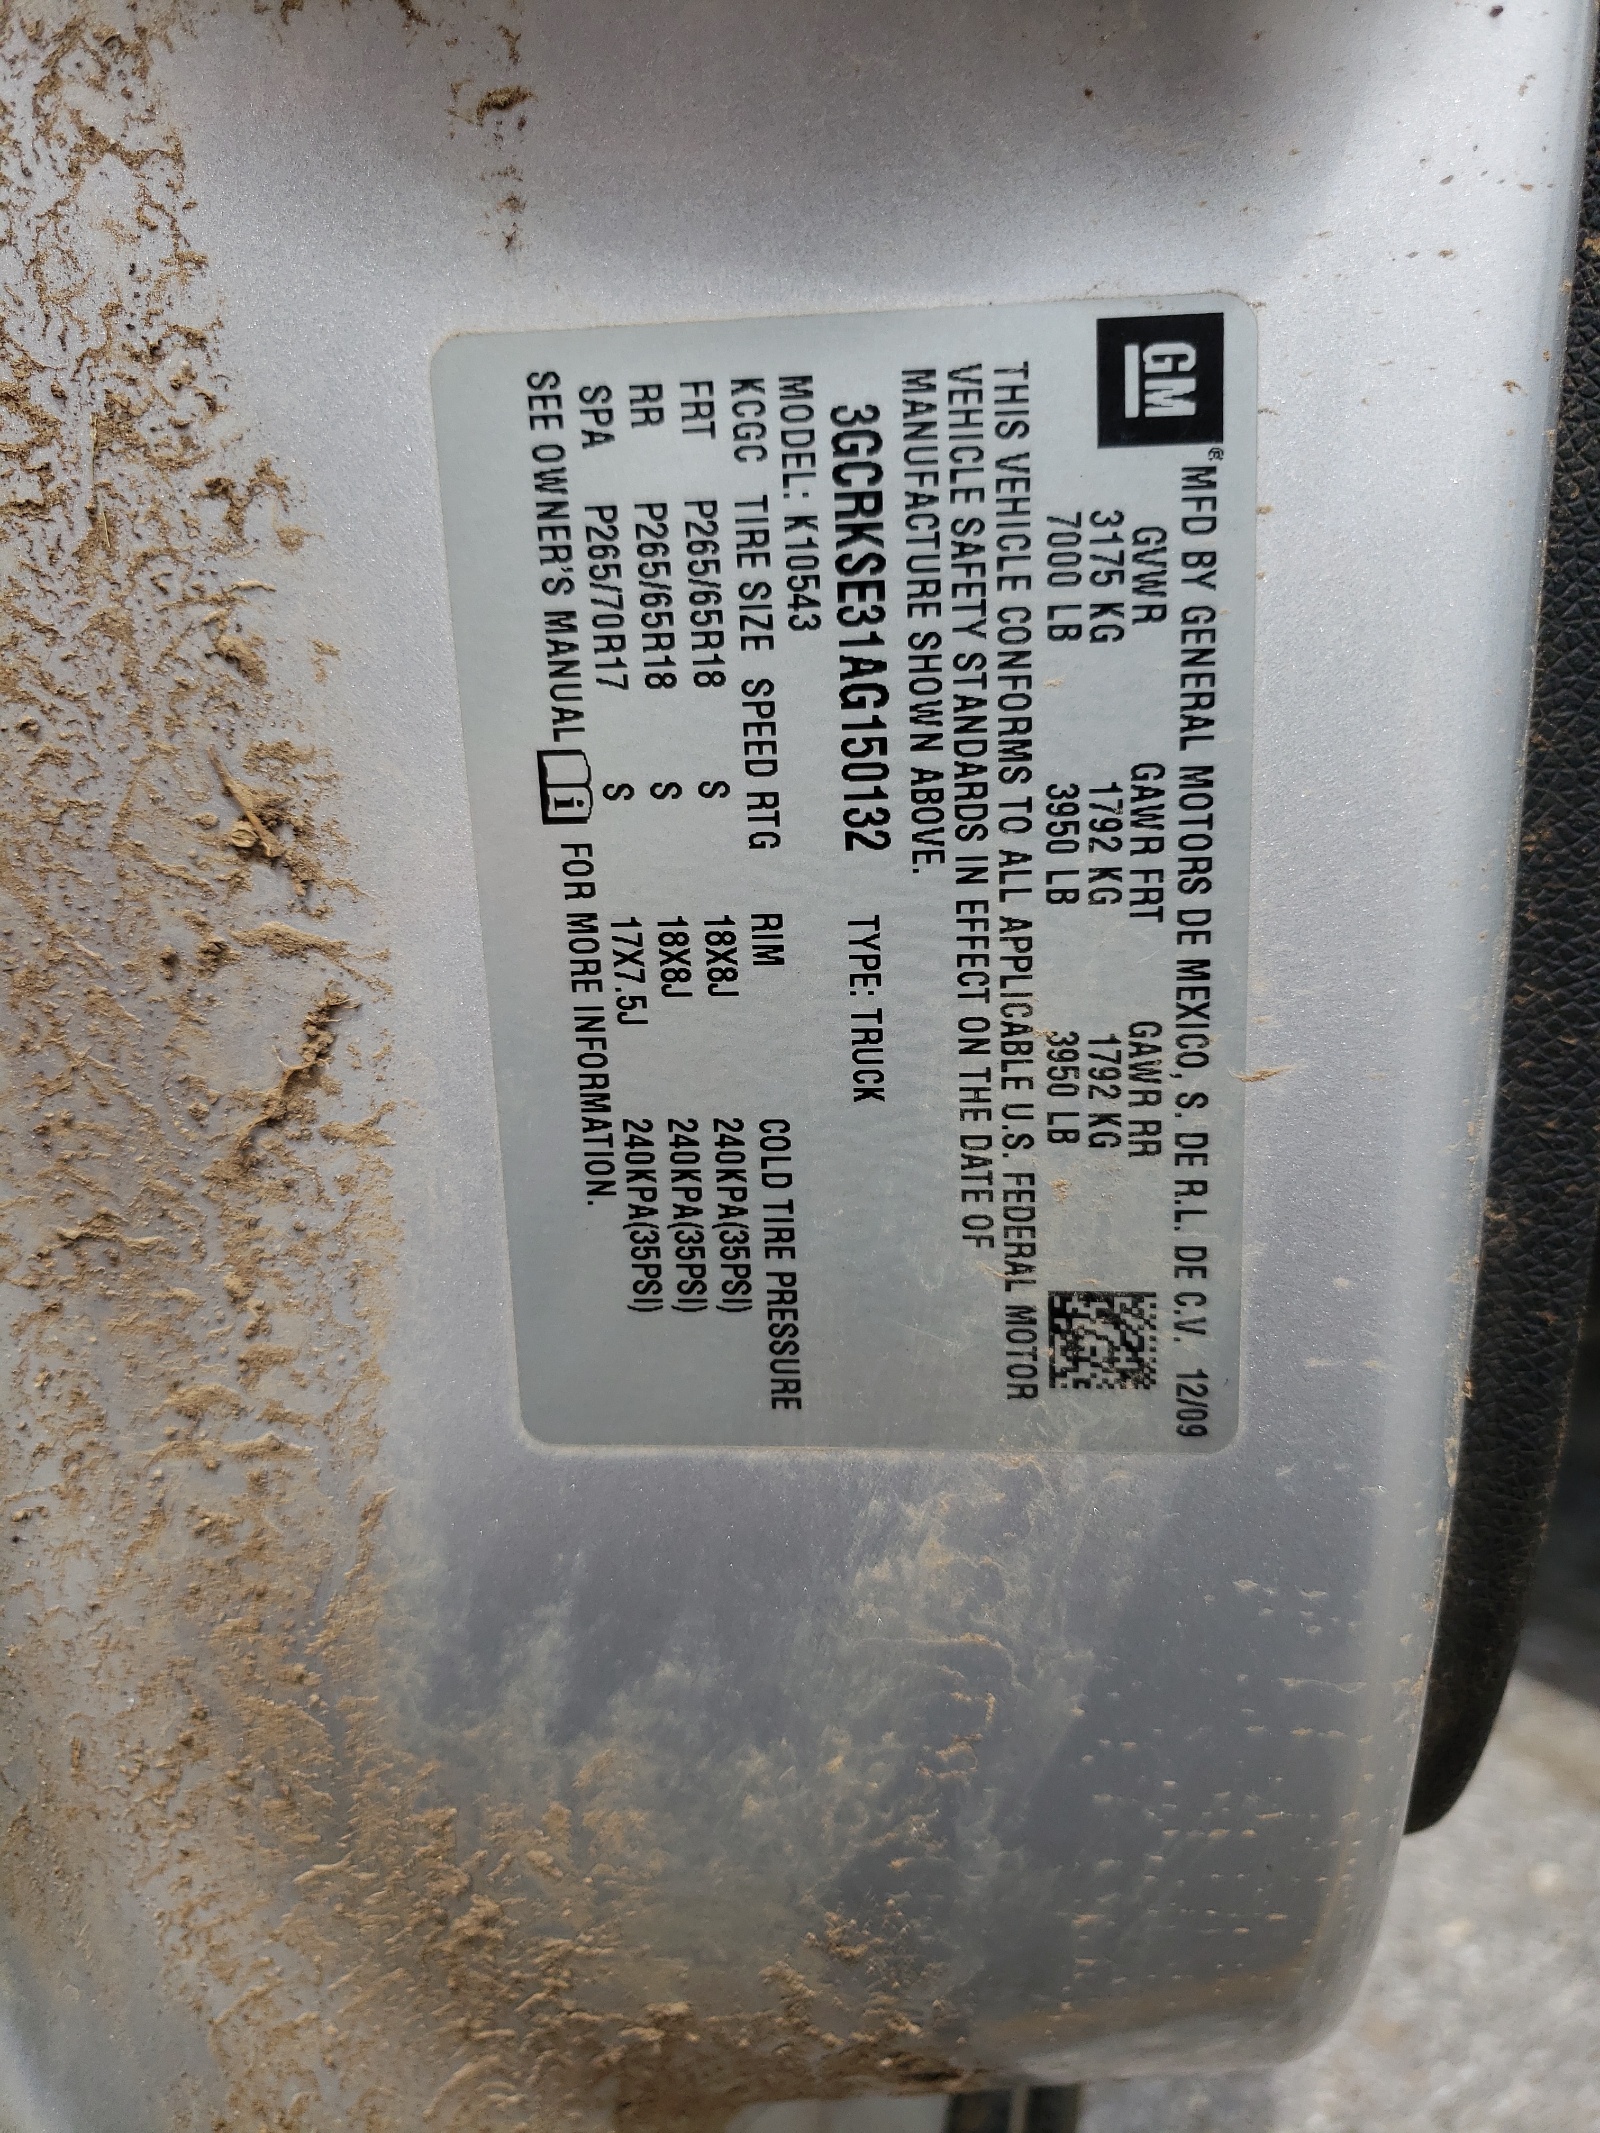 GM
® MFD BY GENERAL MOTORS DE MEXICO, S. DE R.L. DE C.V. 12/09
GVWR GAWR FRT GAWR RR
3175 KG 1792 KG 1792 KG
7000 LB 3950 LB 3950 LB
THIS VEHICLE CONFORMS TO ALL APPLICABLE U.S. FEDERAL MOTOR
VEHICLE SAFETY STANDARDS IN EFFECT ON THE DATE OF
MANUFACTURE SHOWN ABOVE.
3GCRKSE31AG150132 TYPE: TRUCK
MODEL: K10543
KCGC TIRE SIZE SPEED RTG RIM COLD TIRE PRESSURE
FRT P265/65R18 S 18X8J 240KPA(35PSI)
RR P265/65R18 S 18X8J 240KPA(35PSI)
SPA P265/70R17 S 17X7.5J 240KPA(35PSI)
SEE OWNER'S MANUAL i FOR MORE INFORMATION.